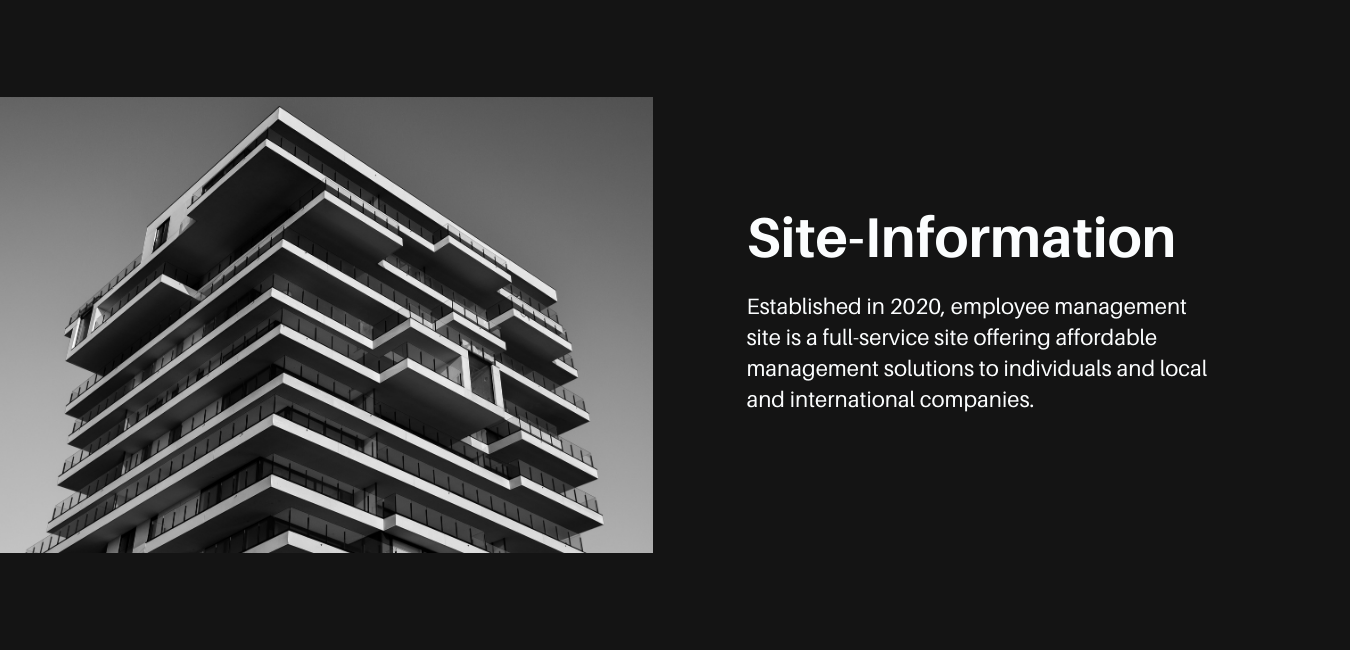 Site-Information
Established in 2020, employee management
site is a full-service site offering affordable
management solutions to individuals and local
and international companies.